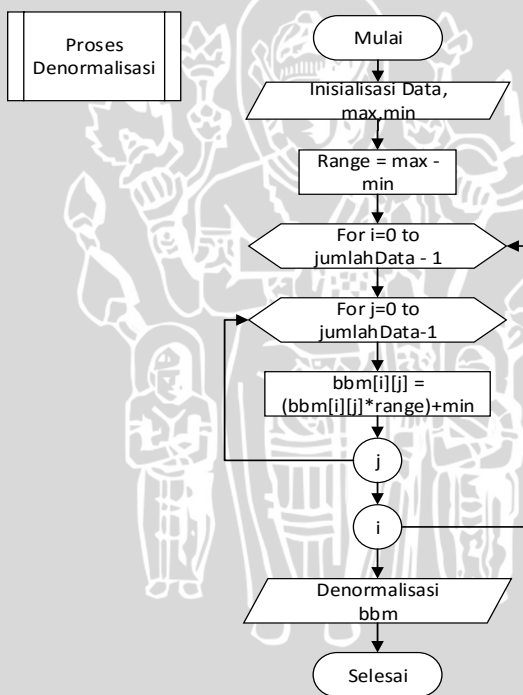 Proses
Denormalisasi
Mulai
Inisialisasi Data,
max,min
Range = max -
min
For i=0 to
jumlahData - 1
For j=0 to
jumlahData-1
bbm[i][j] =
(bbm[i][j]*range)+min
j
i
Denormalisasi
bbm
Selesai